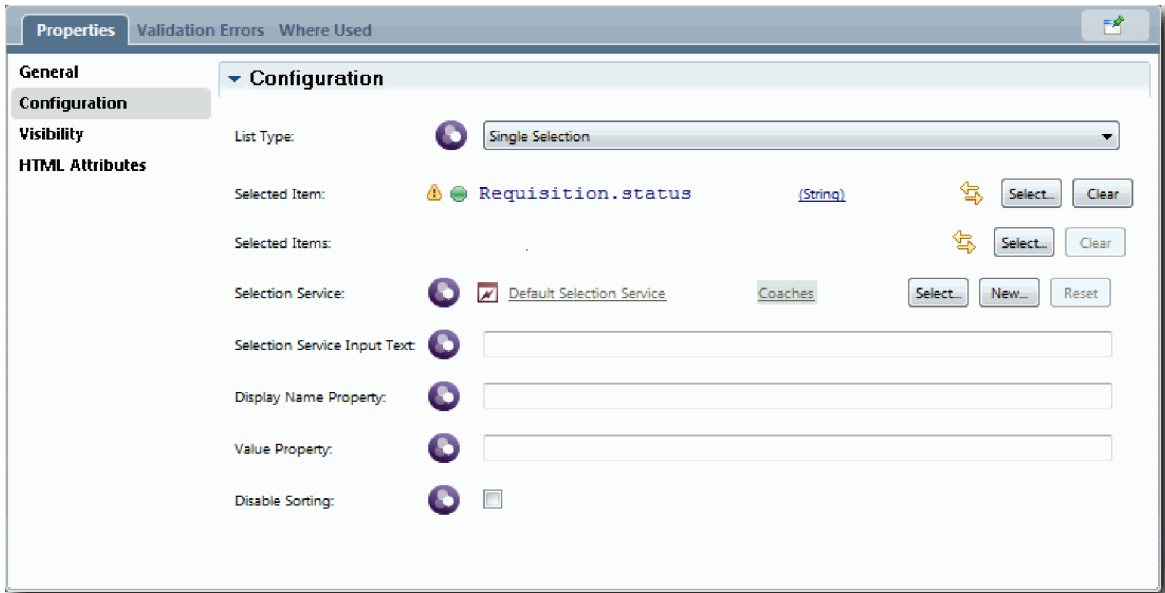 Properties Validation Errors Where Used
General
Configuration
Visibility
HTML Attributes
Configuration
List Type: Single Selection
Selected Item: Requisition.status (String) Select... Clear
Selected Items: Select... Clear
Selection Service: Default Selection Service Coaches Select... New... Reset
Selection Service Input Text:
Display Name Property:
Value Property:
Disable Sorting: